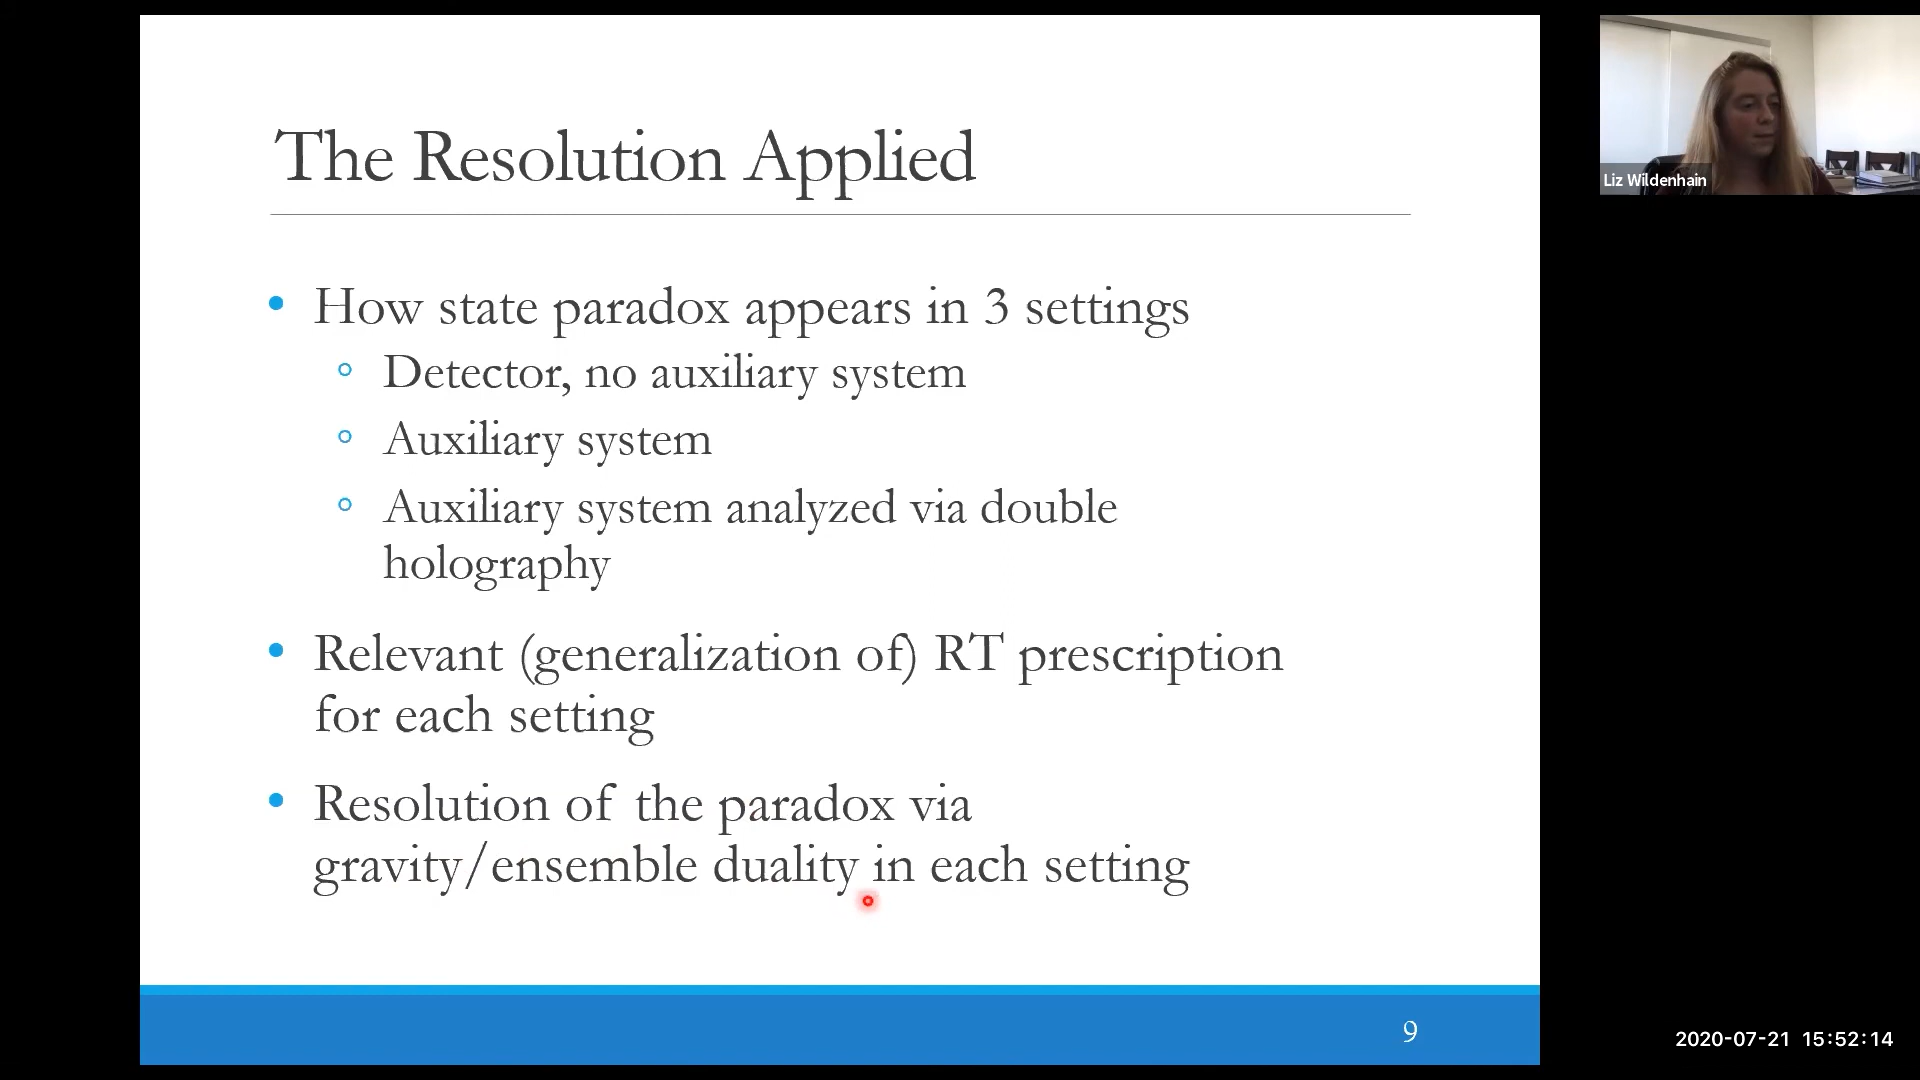 The Resolution Applied
• How state paradox appears in 3 settings
◦ Detector, no auxiliary system
◦ Auxiliary system
◦ Auxiliary system analyzed via double
holography
• Relevant (generalization of) RT prescription
for each setting
• Resolution of the paradox via
gravity/ensemble duality in each setting
9
Liz Wildenhain
2020-07-21 15:52:14